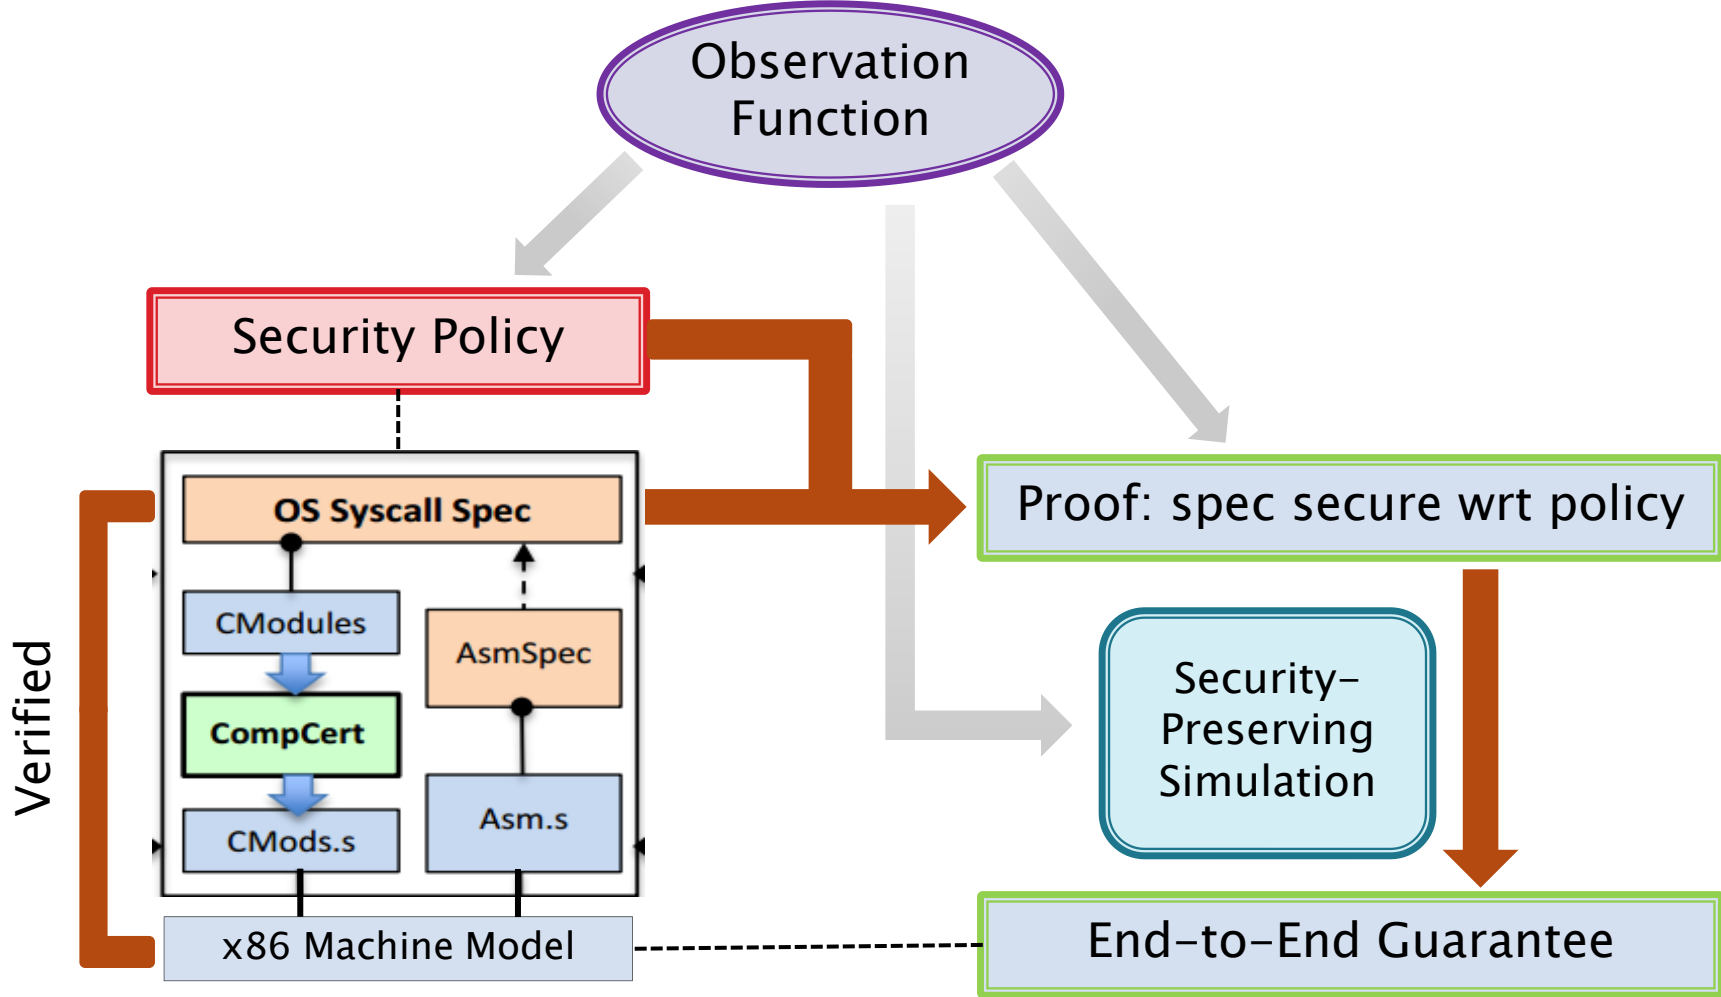 Observation
Function
Security Policy
OS Syscall Spec
Proof: spec secure wrt policy
CModules
AsmSpec
CompCert
Asm.s
CMods.s
Verified
Security-
Preserving
Simulation
x86 Machine Model
End-to-End Guarantee